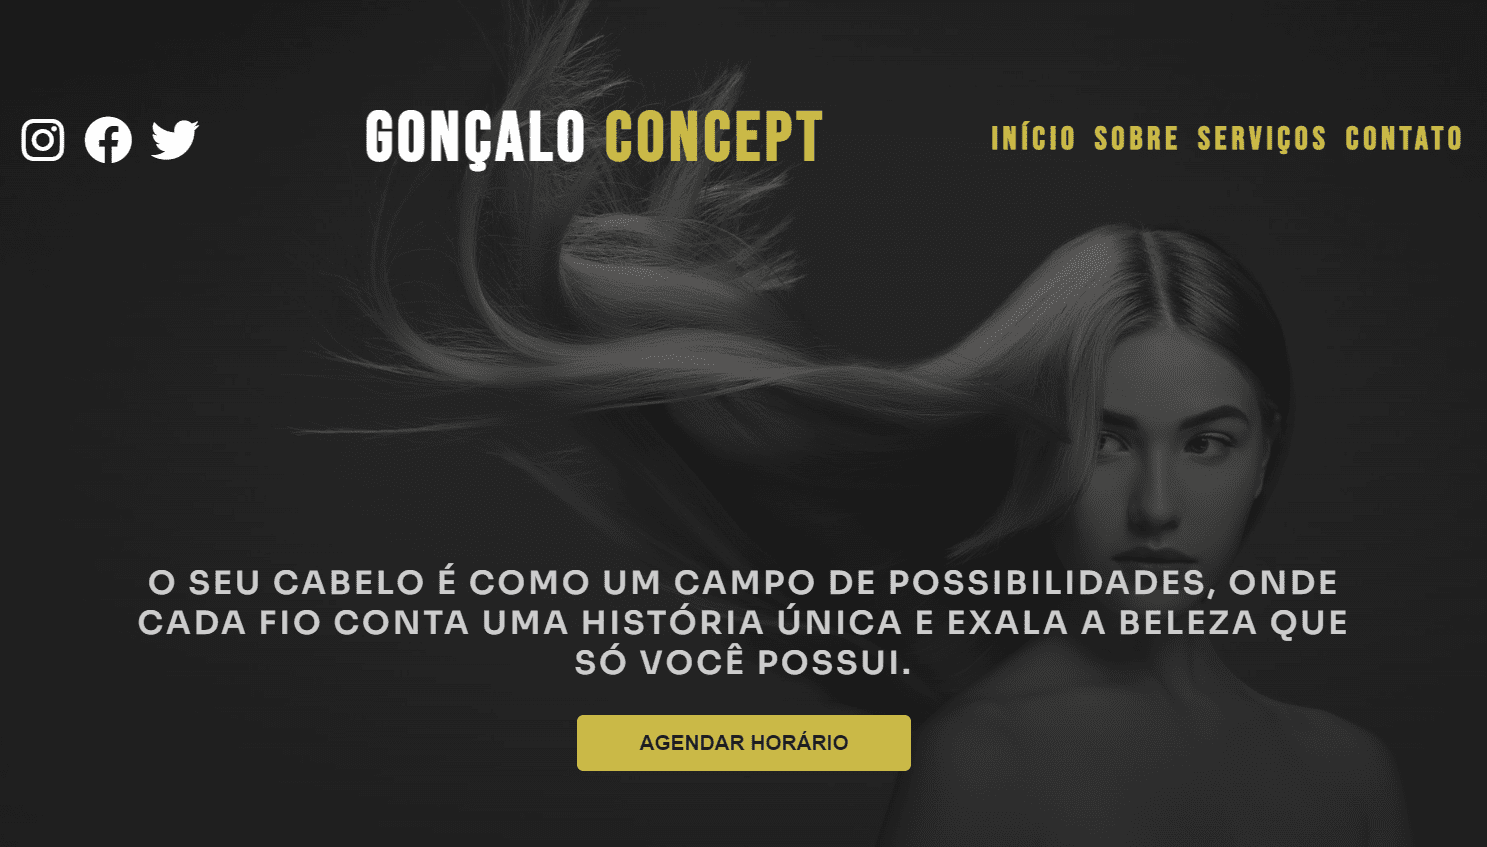 GONÇALO CONCEPT
INÍCIO SOBRE SERVIÇOS CONTATO
O SEU CABELO É COMO UM CAMPO DE POSSIBILIDADES, ONDE
CADA FIO CONTA UMA HISTÓRIA ÚNICA E EXALA A BELEZA QUE
SÓ VOCÊ POSSUI.
AGENDAR HORÁRIO